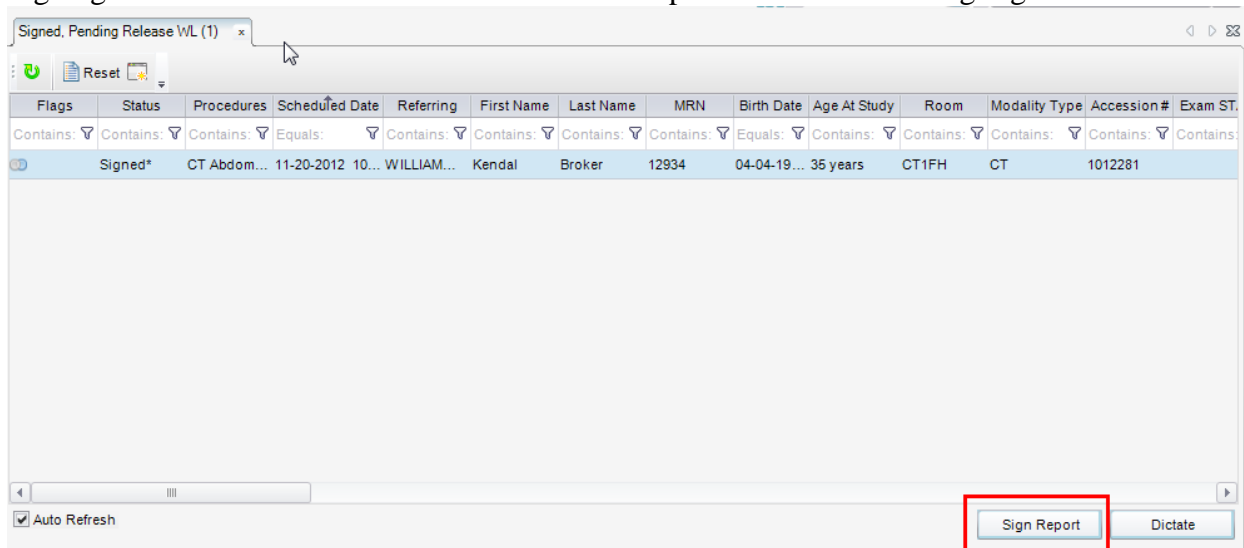 Signed, Pending Release WL (1) x
Reset
Flags Status Procedures Scheduled Date Referring First Name Last Name MRN Birth Date Age At Study Room Modality Type Accession # Exam ST.
Contains: Contains: Contains: Equals: Contains: Contains: Contains: Contains: Equals: Contains: Contains: Contains: Contains: Contains:
Signed* CT Abdom... 11-20-2012 10... WILLIAM... Kendal Broker 12934 04-04-19... 35 years CT1FH CT 1012281
Auto Refresh
Sign Report Dictate